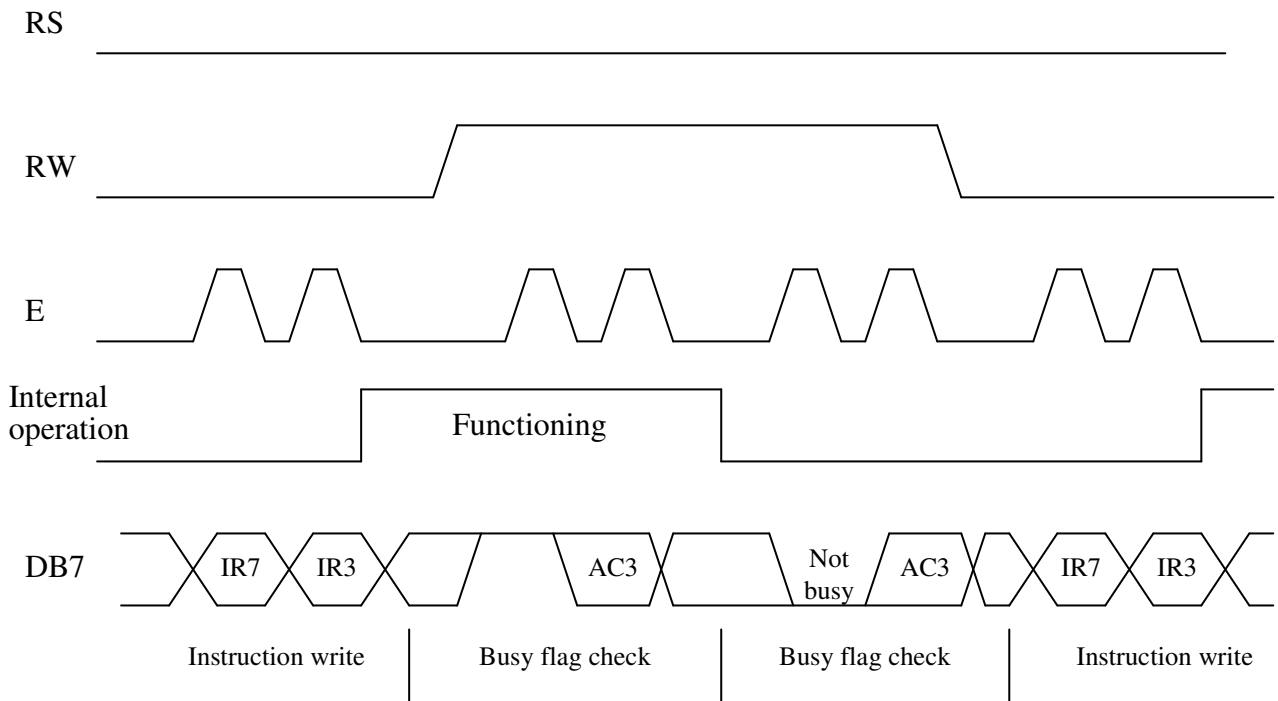 RS
RW
E
Internal
operation
Functioning
DB7
IR7
IR3
AC3
Not
busy
AC3
IR7
IR3
Instruction write
Busy flag check
Busy flag check
Instruction write